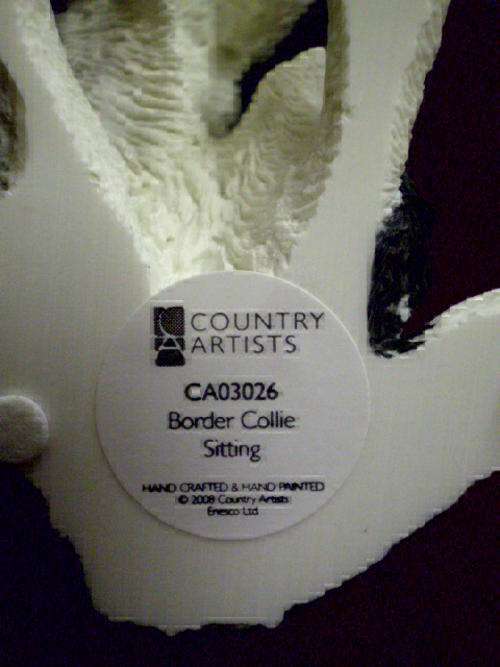 COUNTRY
ARTISTS
CA03026
Border Collie
Sitting
HAND CRAFTED & HAND PAINTED
© 2008 Country Artists
Enesco Ltd